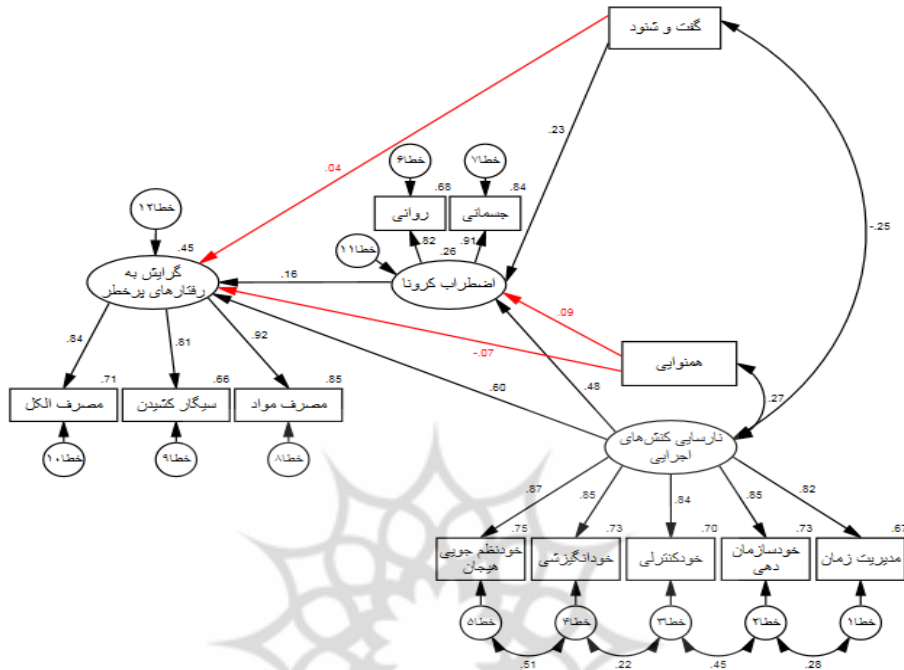 گفت و شنود
.04
.23
-.25
خطا۶
خطا۷
.68
.84
روانی
جسمانی
خطا۱۲
.82
.26
.91
خطا۱۱
.45
گرایش به
رفتارهای پرخطر
.16
اضطراب کرونا
.09
-.07
همنوایی
.84
.81
.92
.60
.48
.27
.71
.66
.85
مصرف الکل
سیگار کشیدن
مصرف مواد
نارسایی کنش‌های
اجرایی
خطا۱۰
خطا۹
خطا۸
.87
.85
.84
.85
.82
.75
.73
.70
.73
.67
خودنظم جویی
هیجان
خودانگیزشی
خودکنترلی
خودسازمان
دهی
مدیریت زمان
خطا۵
خطا۴
خطا۳
خطا۲
خطا۱
.51
.22
.45
.28